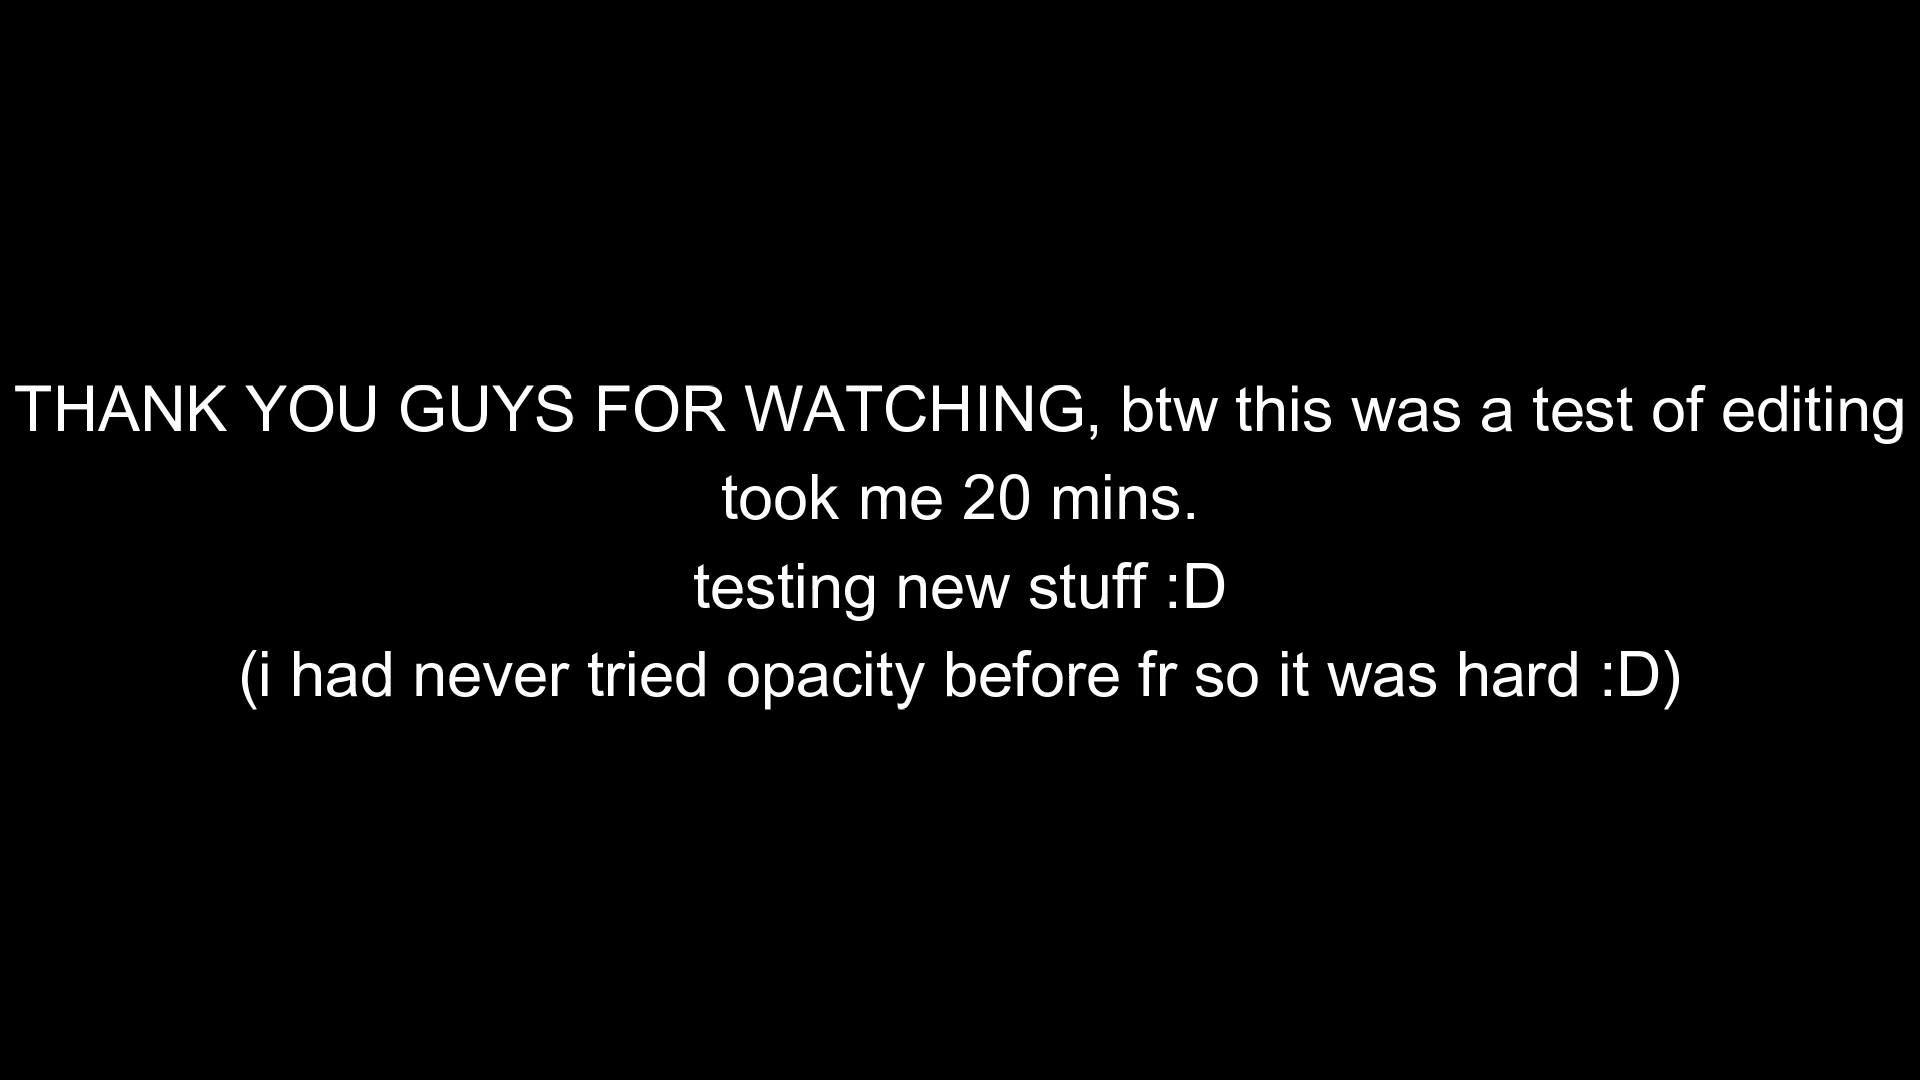 THANK YOU GUYS FOR WATCHING, btw this was a test of editing
took me 20 mins.
testing new stuff :D
(i had never tried opacity before fr so it was hard :D)